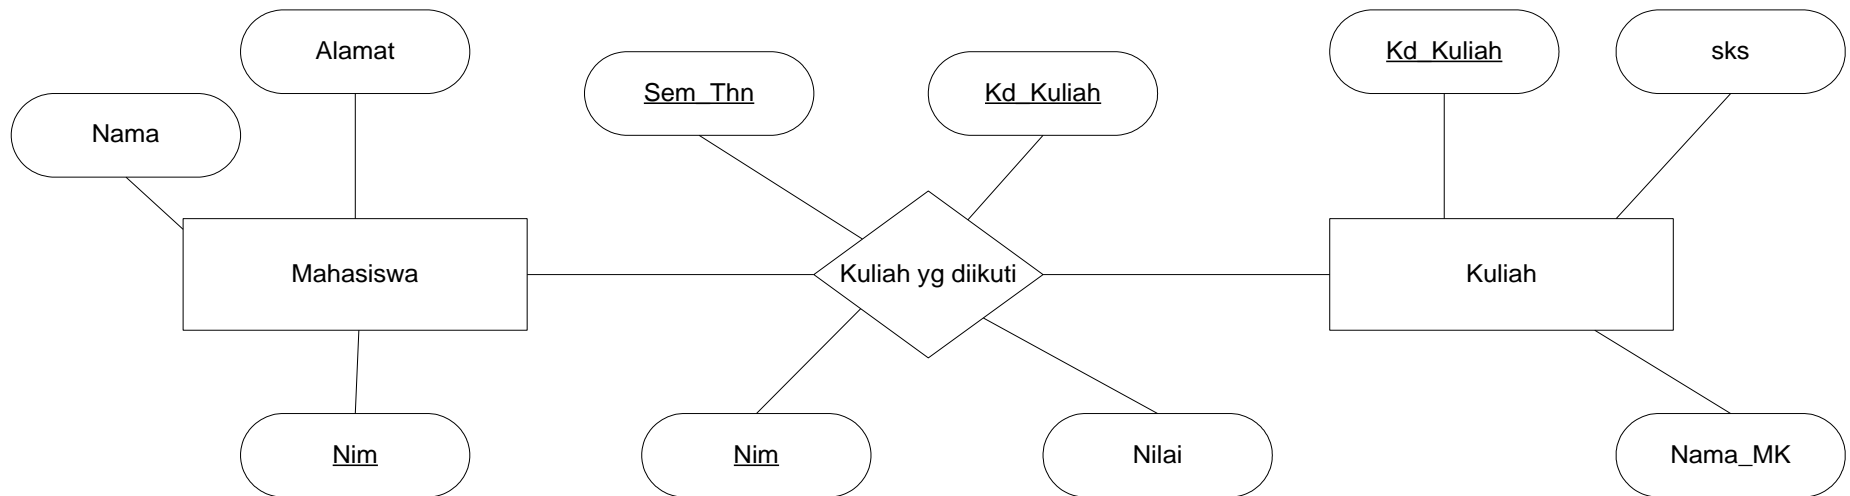 Alamat
Kd_Kuliah
sks
Sem_Thn
Kd_Kuliah
Nama
Mahasiswa
Kuliah yg diikuti
Kuliah
Nim
Nim
Nilai
Nama_MK